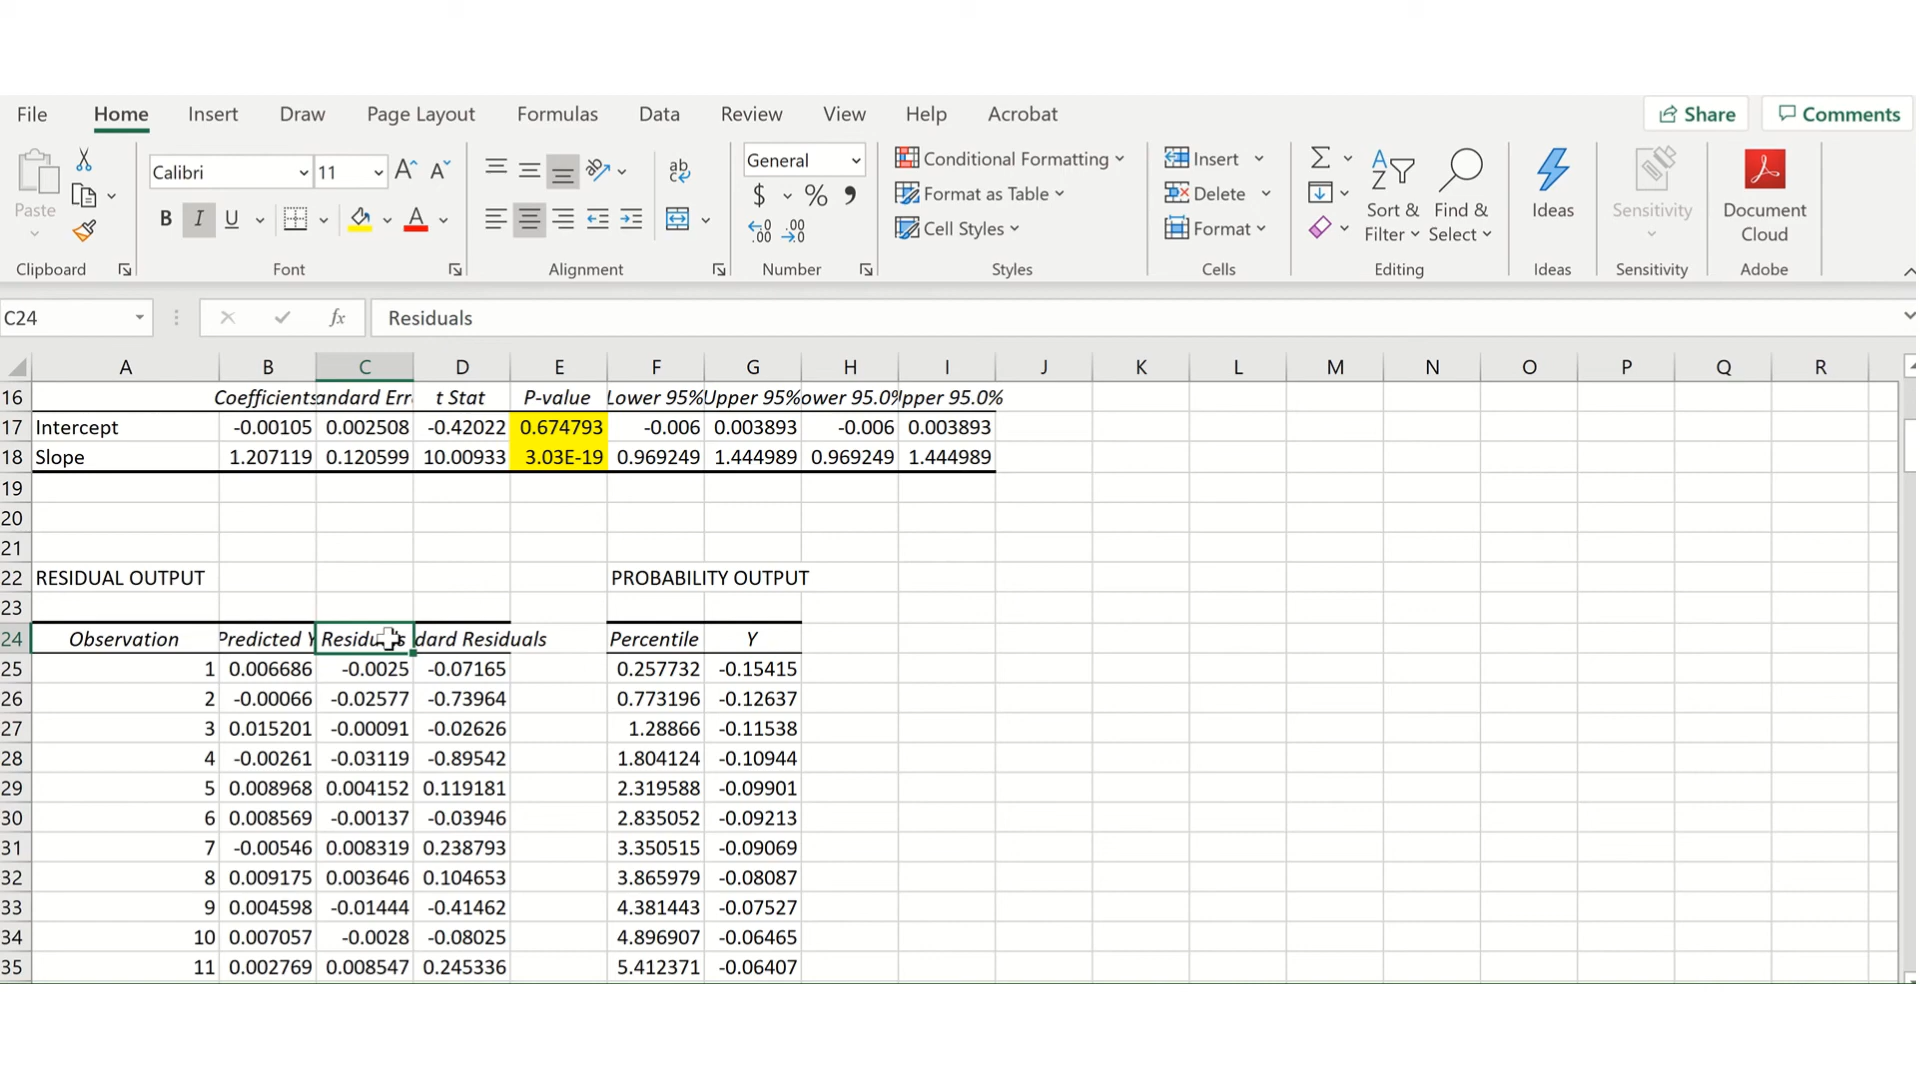 File Home Insert Draw Page Layout Formulas Data Review View Help Acrobat Share Comments
Paste Calibri 11 General Conditional Formatting Insert
Format as Table Delete
B I U $ % Cell Styles Format
Sort & Filter Find & Select Ideas Sensitivity Document Cloud
Clipboard Font Alignment Number Styles Cells Editing Ideas Sensitivity Adobe
C24 fx Residuals
A B C D E F G H I J K L M N O P Q R
16 Coefficients andard Err t Stat P-value Lower 95% Upper 95% ower 95.0% pper 95.0%
17 Intercept -0.00105 0.002508 -0.42022 0.674793 -0.006 0.003893 -0.006 0.003893
18 Slope 1.207119 0.120599 10.00933 3.03E-19 0.969249 1.444989 0.969249 1.444989
19
20
21
22 RESIDUAL OUTPUT PROBABILITY OUTPUT
23
24 Observation Predicted Y Residuals dard Residuals Percentile Y
25 1 0.006686 -0.0025 -0.07165 0.257732 -0.15415
26 2 -0.00066 -0.02577 -0.73964 0.773196 -0.12637
27 3 0.015201 -0.00091 -0.02626 1.28866 -0.11538
28 4 -0.00261 -0.03119 -0.89542 1.804124 -0.10944
29 5 0.008968 0.004152 0.119181 2.319588 -0.09901
30 6 0.008569 -0.00137 -0.03946 2.835052 -0.09213
31 7 -0.00546 0.008319 0.238793 3.350515 -0.09069
32 8 0.009175 0.003646 0.104653 3.865979 -0.08087
33 9 0.004598 -0.01444 -0.41462 4.381443 -0.07527
34 10 0.007057 -0.0028 -0.08025 4.896907 -0.06465
35 11 0.002769 0.008547 0.245336 5.412371 -0.06407